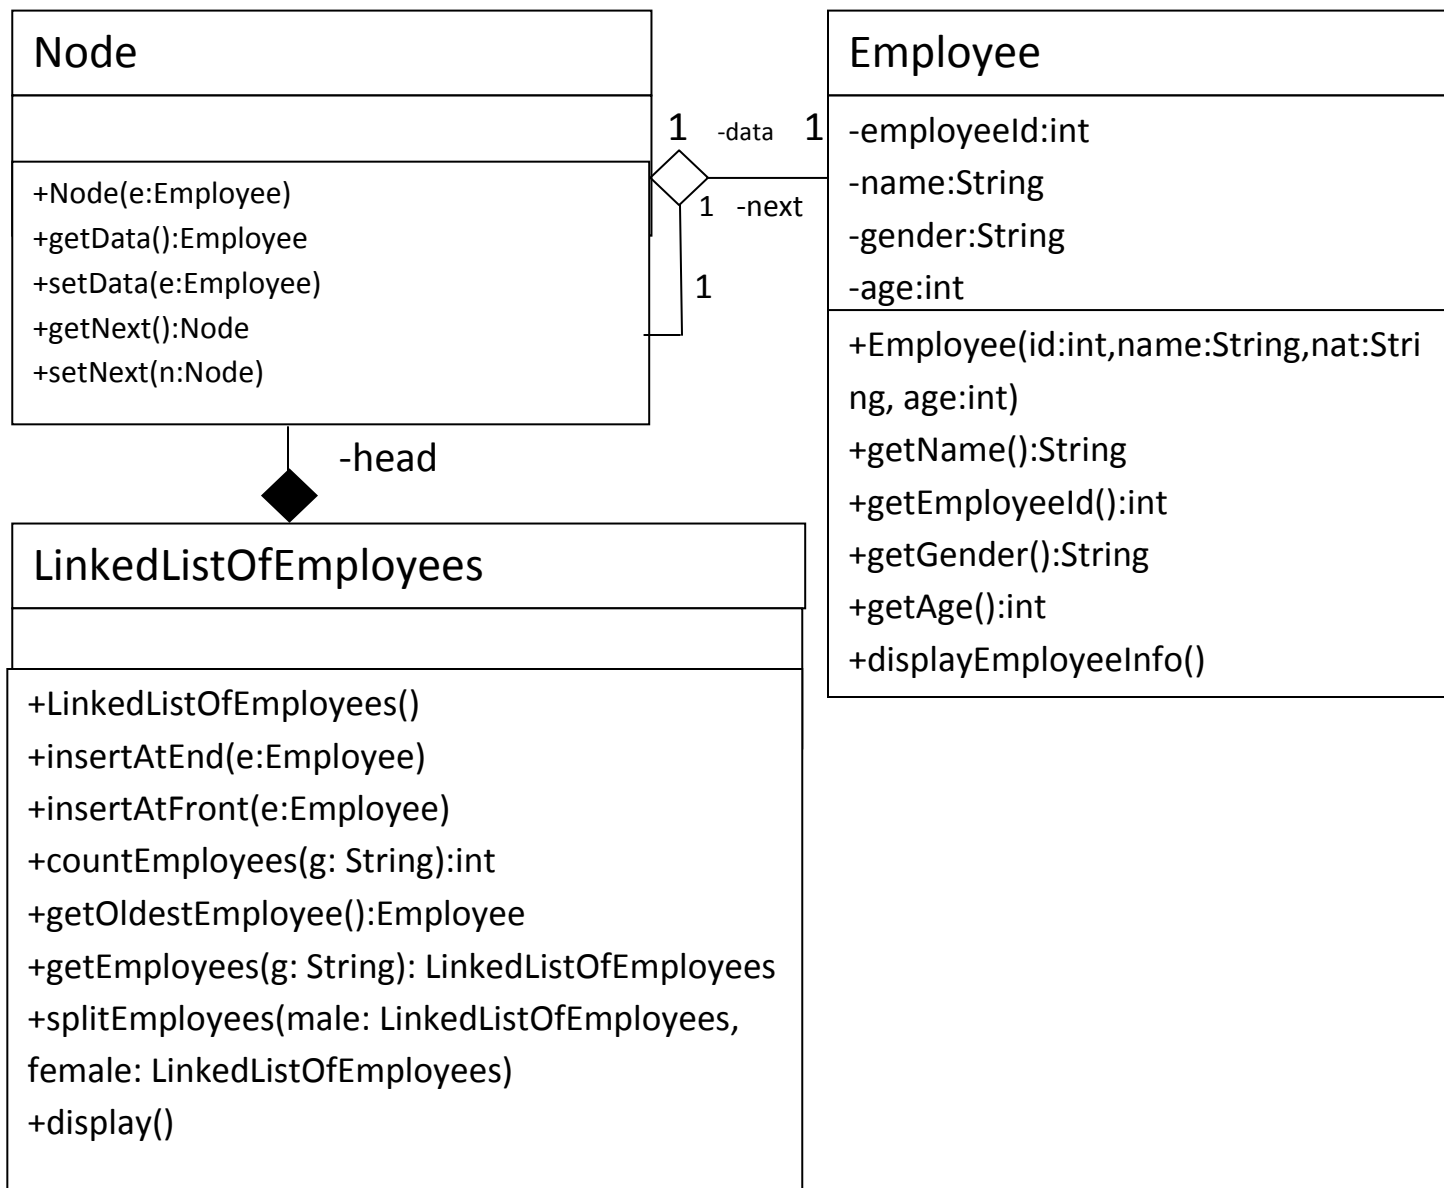 Node
+Node(e:Employee)
+getData():Employee
+setData(e:Employee)
+getNext():Node
+setNext(n:Node)
1 -data 1
1 -next
1
Employee
-employeeId:int
-name:String
-gender:String
-age:int
+Employee(id:int,name:String,nat:Stri
ng, age:int)
+getName():String
+getEmployeeId():int
+getGender():String
+getAge():int
+displayEmployeeInfo()
-head
LinkedListOfEmployees
+LinkedListOfEmployees()
+insertAtEnd(e:Employee)
+insertAtFront(e:Employee)
+countEmployees(g: String):int
+getOldestEmployee():Employee
+getEmployees(g: String): LinkedListOfEmployees
+splitEmployees(male: LinkedListOfEmployees,
female: LinkedListOfEmployees)
+display()